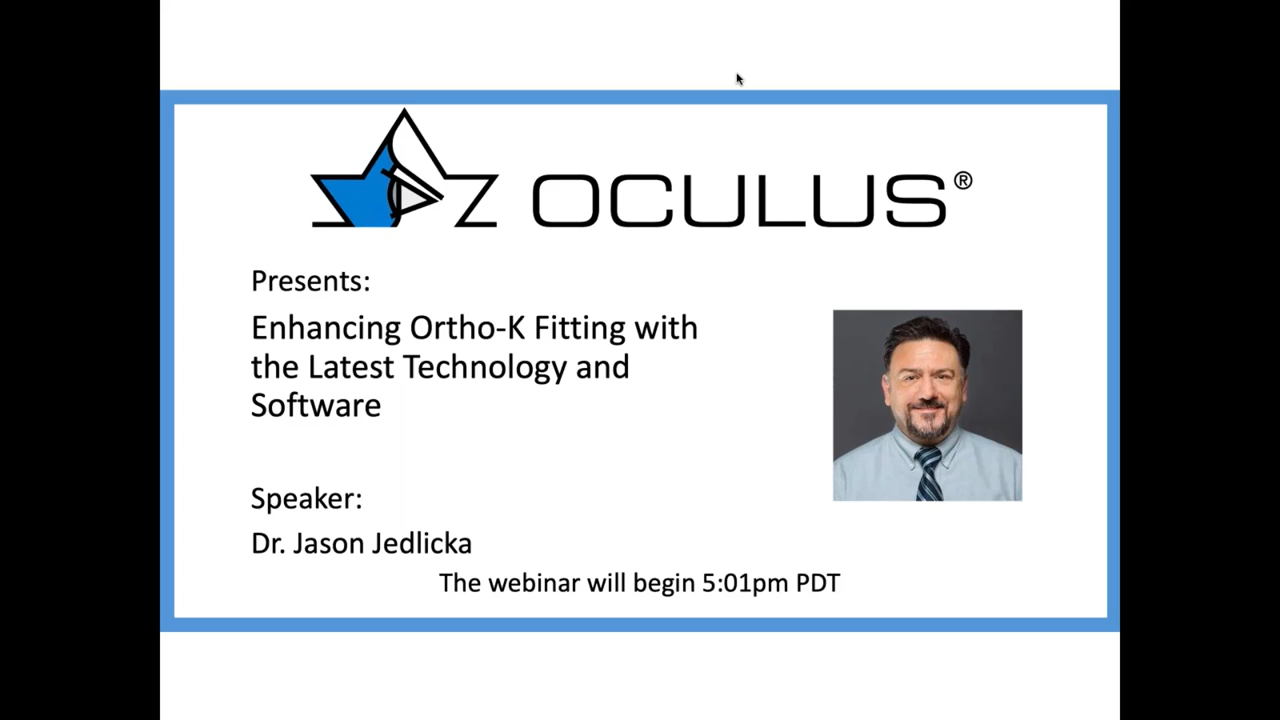 OCULUS®
Presents:
Enhancing Ortho-K Fitting with
the Latest Technology and
Software
Speaker:
Dr. Jason Jedlicka
The webinar will begin 5:01pm PDT